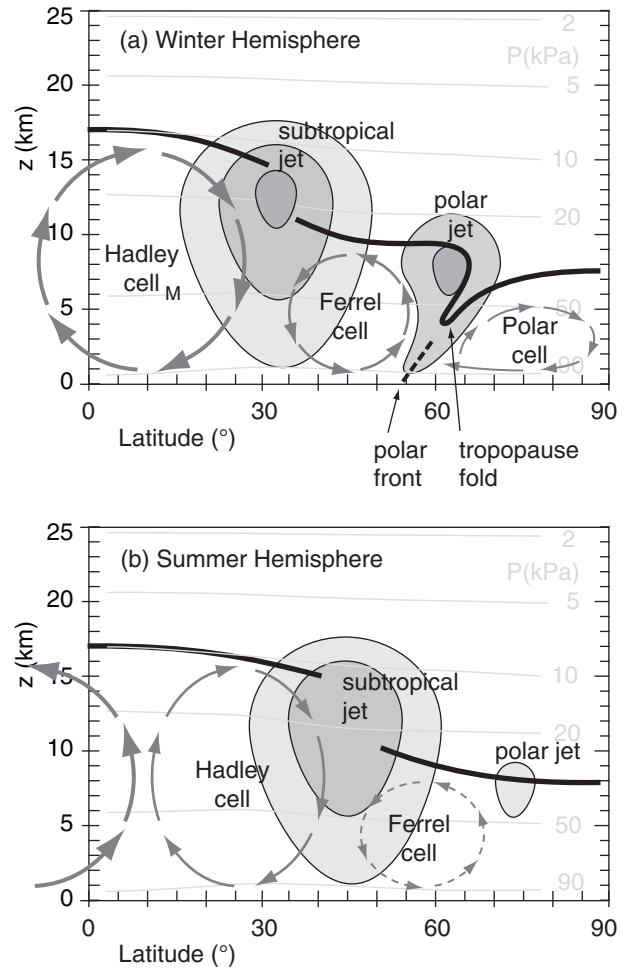 25
(a) Winter Hemisphere
2
P(kPa)
20
5
z (km)
subtropical
jet
15
10
polar
jet
20
10
Hadley
cell M
Ferrel
cell
5
50
Polar
cell
90
0
0
30
60
90
Latitude (°)
polar
front
tropopause
fold
25
(b) Summer Hemisphere
2
P(kPa)
20
5
z (km)
15
10
subtropical
jet
20
10
polar jet
Hadley
cell
Ferrel
cell
5
50
90
0
0
30
60
90
Latitude (°)